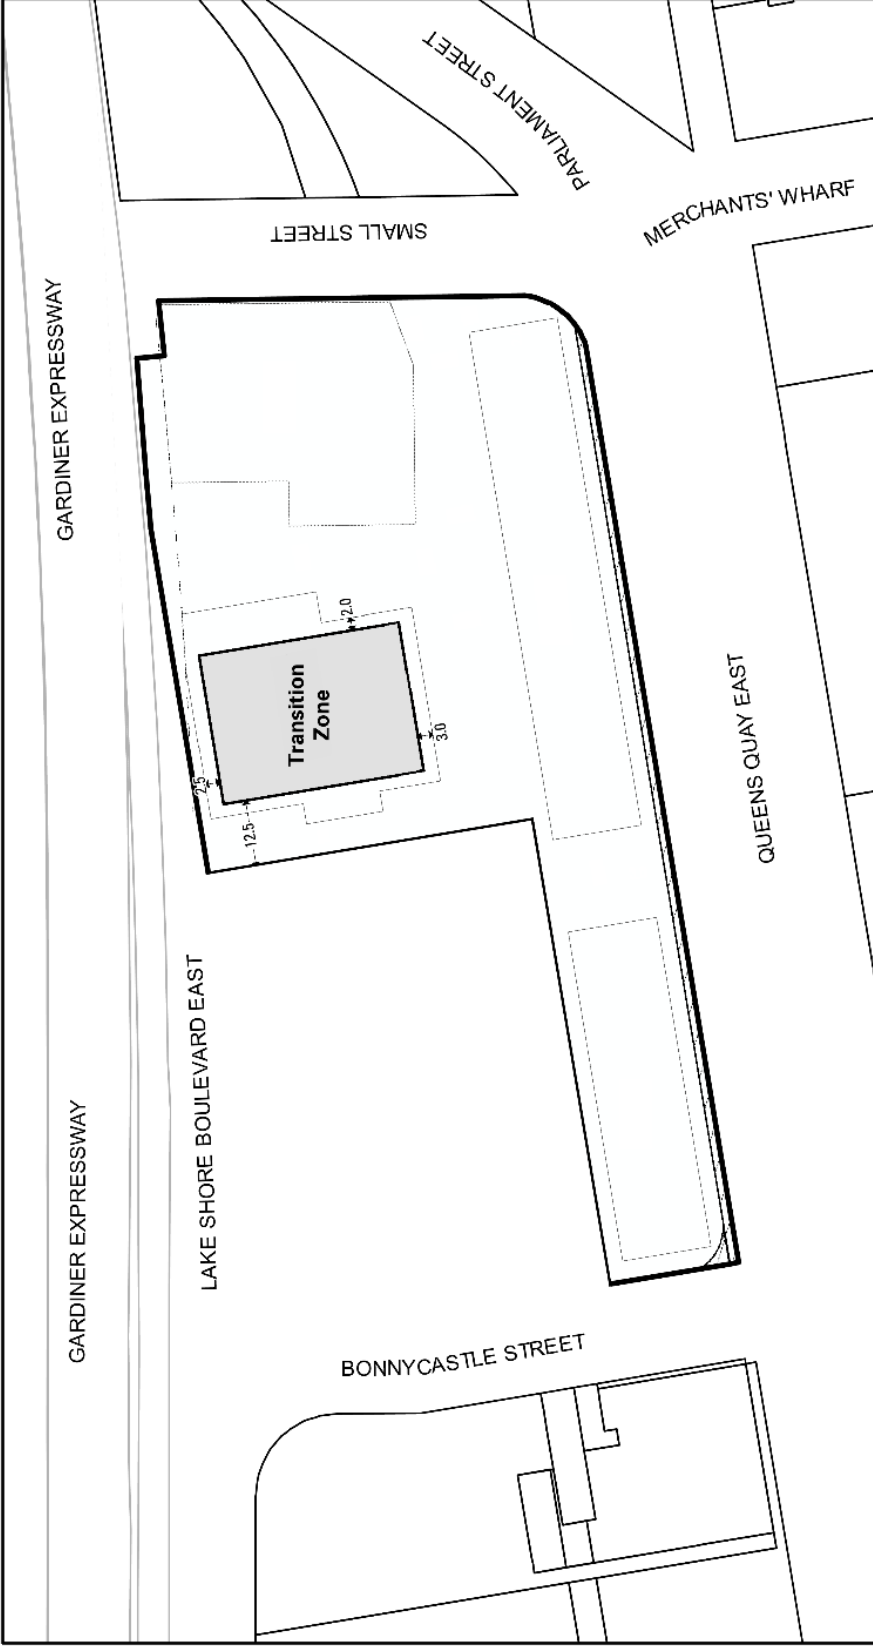 PARLIAMENT STREET
MERCHANTS' WHARF
SMALL STREET
GARDINER EXPRESSWAY
2.0
Transition
Zone
3.0
2.5
12.5
QUEENS QUAY EAST
LAKE SHORE BOULEVARD EAST
GARDINER EXPRESSWAY
BONNYCASTLE STREET